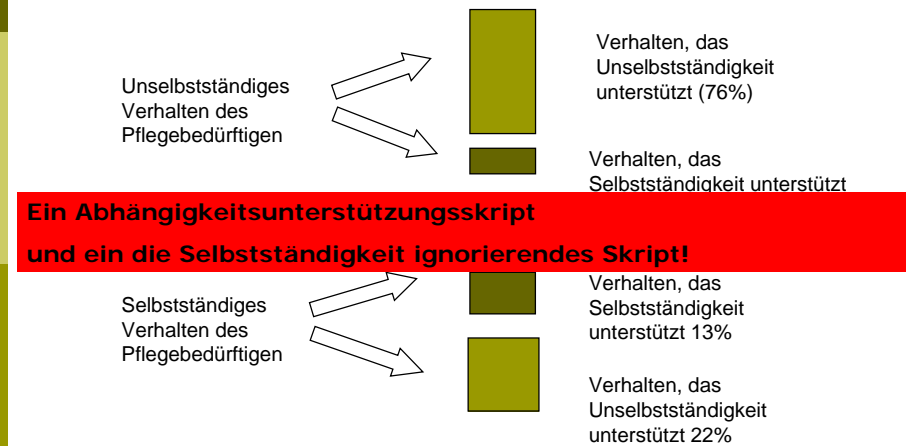 Unselbstständiges
Verhalten des
Pflegebedürftigen
Verhalten, das
Unselbstständigkeit
unterstützt (76%)
Verhalten, das
Selbstständigkeit unterstützt
Ein Abhängigkeitsunterstützungsskript
und ein die Selbstständigkeit ignorierendes Skript!
Selbstständiges
Verhalten des
Pflegebedürftigen
Verhalten, das
Selbstständigkeit
unterstützt 13%
Verhalten, das
Unselbstständigkeit
unterstützt 22%